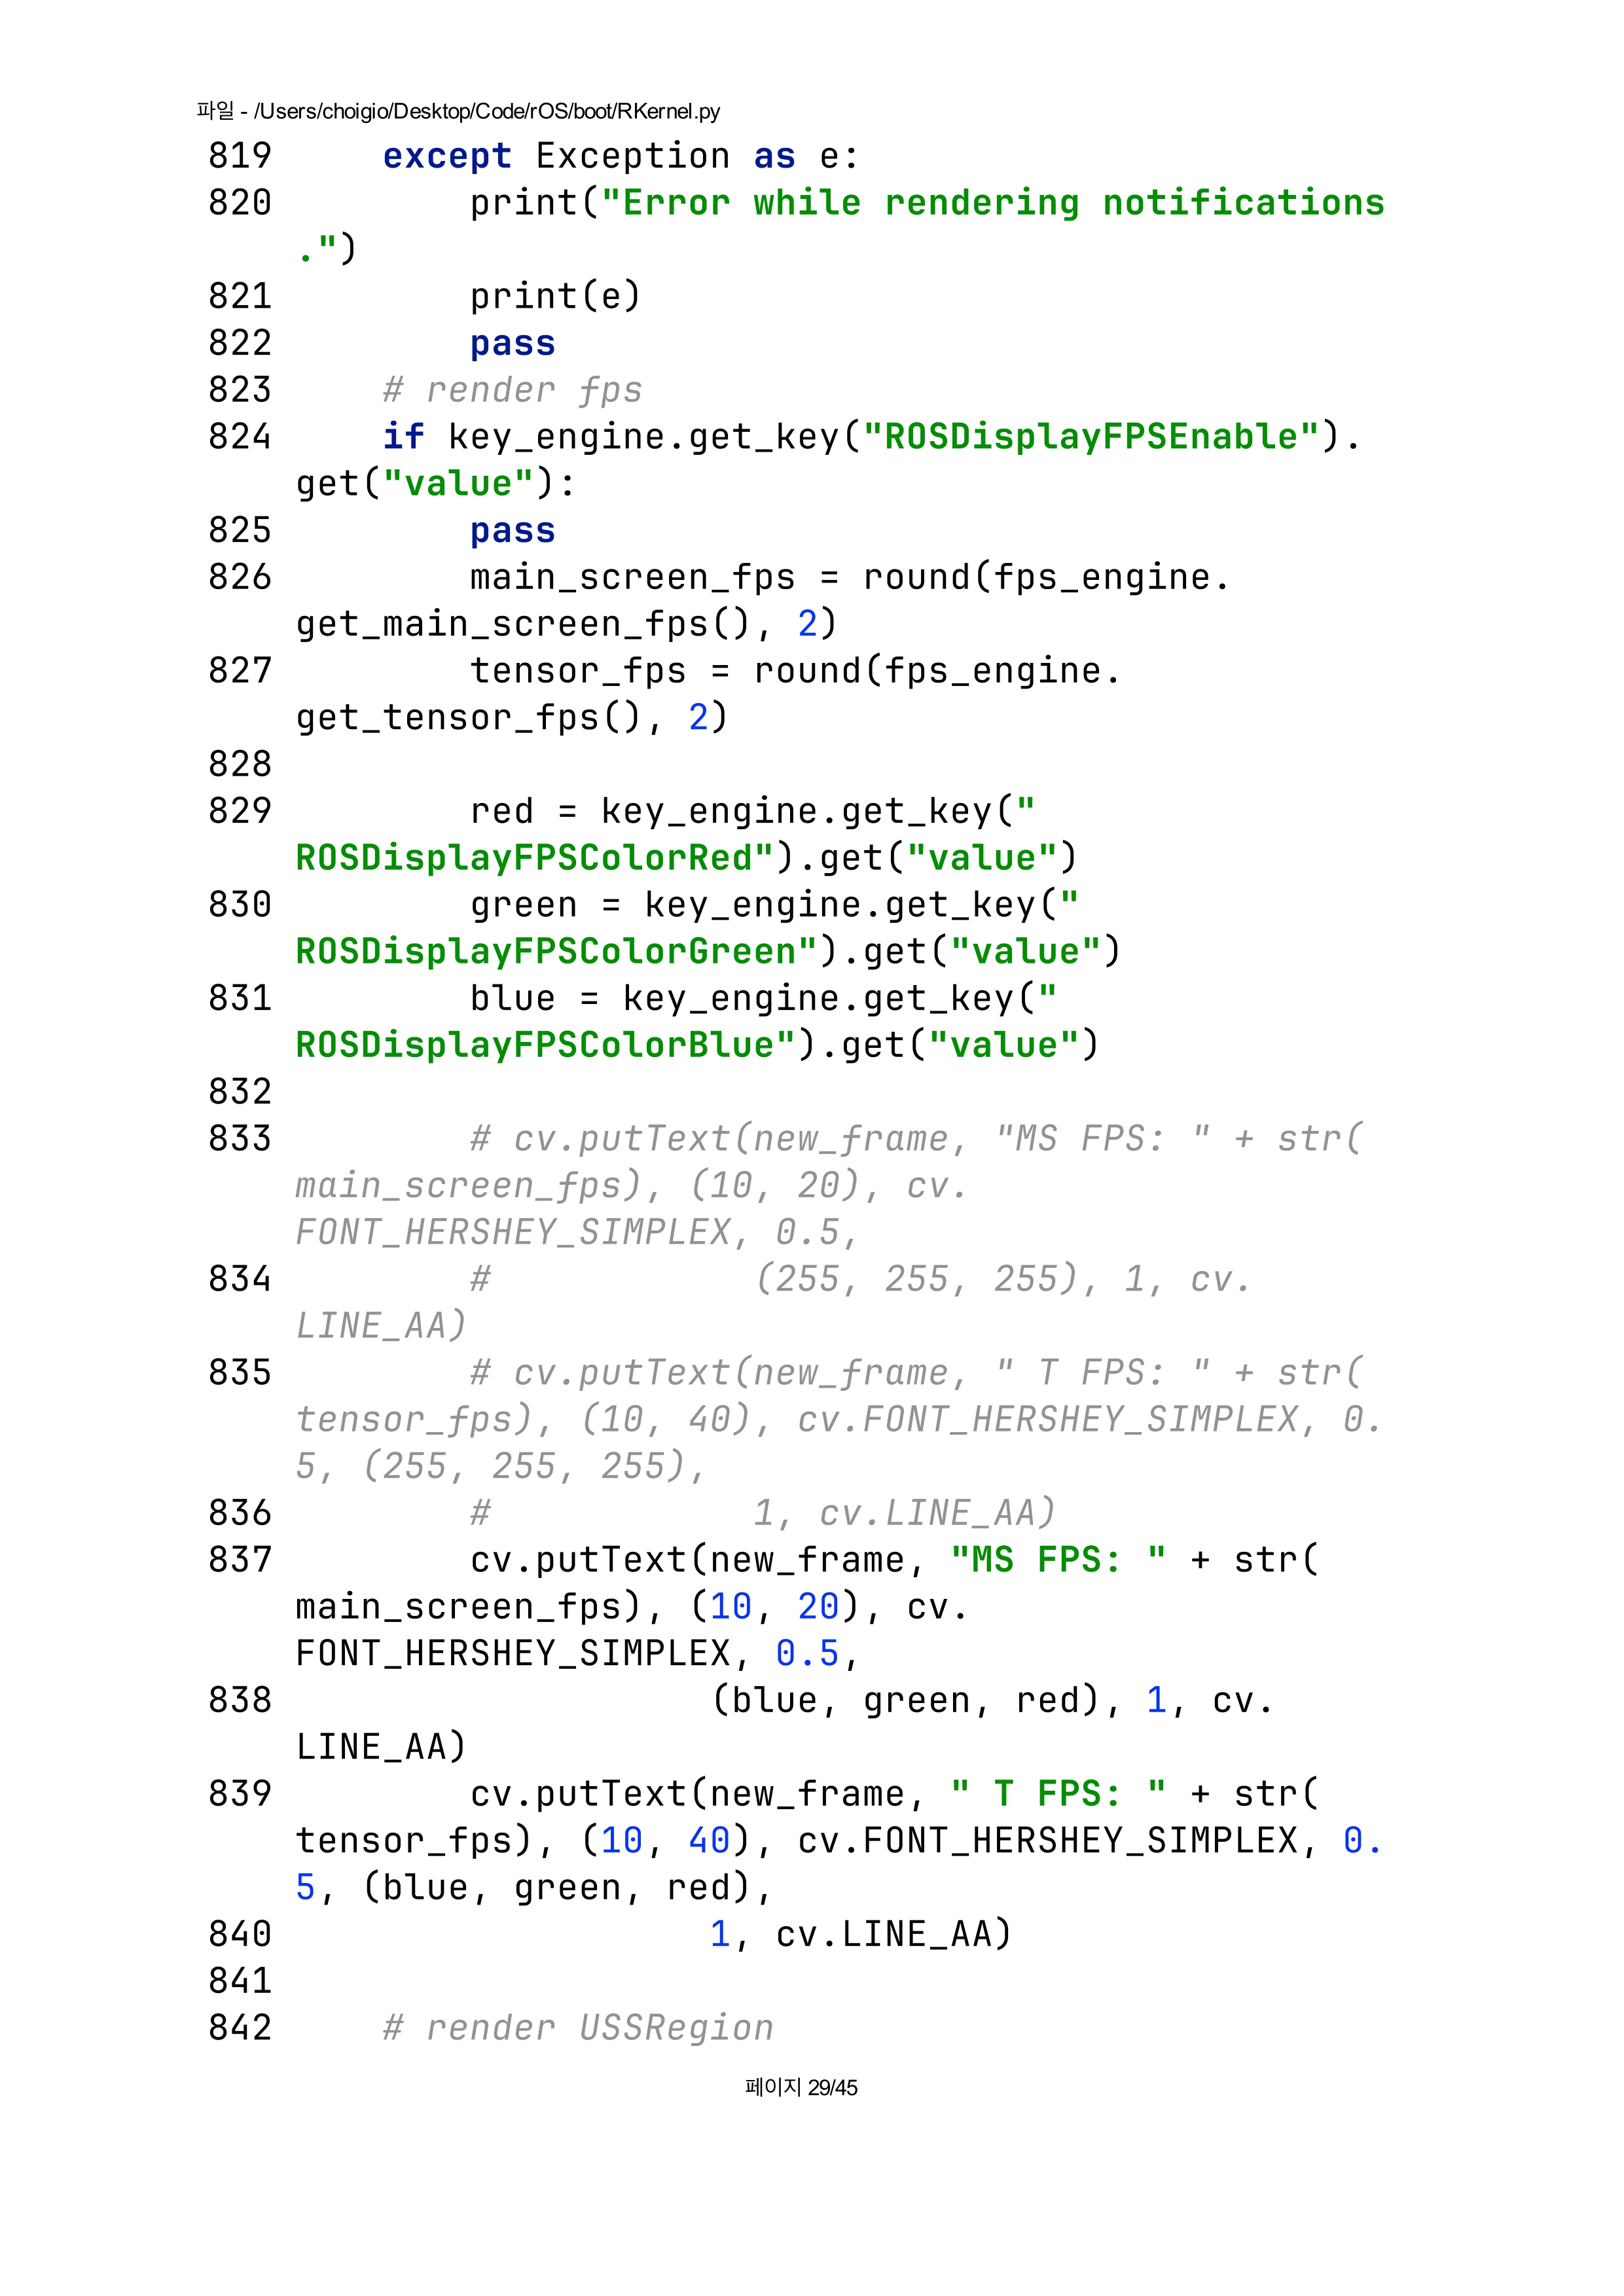 파일 - /Users/choigio/Desktop/Code/rOS/boot/RKernel.py
819     except Exception as e:
820         print("Error while rendering notifications
    .")
821         print(e)
822         pass
823     # render fps
824     if key_engine.get_key("ROSDisplayFPSEnable").
    get("value"):
825         pass
826         main_screen_fps = round(fps_engine.
    get_main_screen_fps(), 2)
827         tensor_fps = round(fps_engine.
    get_tensor_fps(), 2)
828
829         red = key_engine.get_key("
    ROSDisplayFPSColorRed").get("value")
830         green = key_engine.get_key("
    ROSDisplayFPSColorGreen").get("value")
831         blue = key_engine.get_key("
    ROSDisplayFPSColorBlue").get("value")
832
833         # cv.putText(new_frame, "MS FPS: " + str(
    main_screen_fps), (10, 20), cv.
    FONT_HERSHEY_SIMPLEX, 0.5,
834         #            (255, 255, 255), 1, cv.
    LINE_AA)
835         # cv.putText(new_frame, " T FPS: " + str(
    tensor_fps), (10, 40), cv.FONT_HERSHEY_SIMPLEX, 0.
    5, (255, 255, 255),
836         #            1, cv.LINE_AA)
837         cv.putText(new_frame, "MS FPS: " + str(
    main_screen_fps), (10, 20), cv.
    FONT_HERSHEY_SIMPLEX, 0.5,
838                    (blue, green, red), 1, cv.
    LINE_AA)
839         cv.putText(new_frame, " T FPS: " + str(
    tensor_fps), (10, 40), cv.FONT_HERSHEY_SIMPLEX, 0.
    5, (blue, green, red),
840                    1, cv.LINE_AA)
841
842     # render USSRegion
페이지 29/45